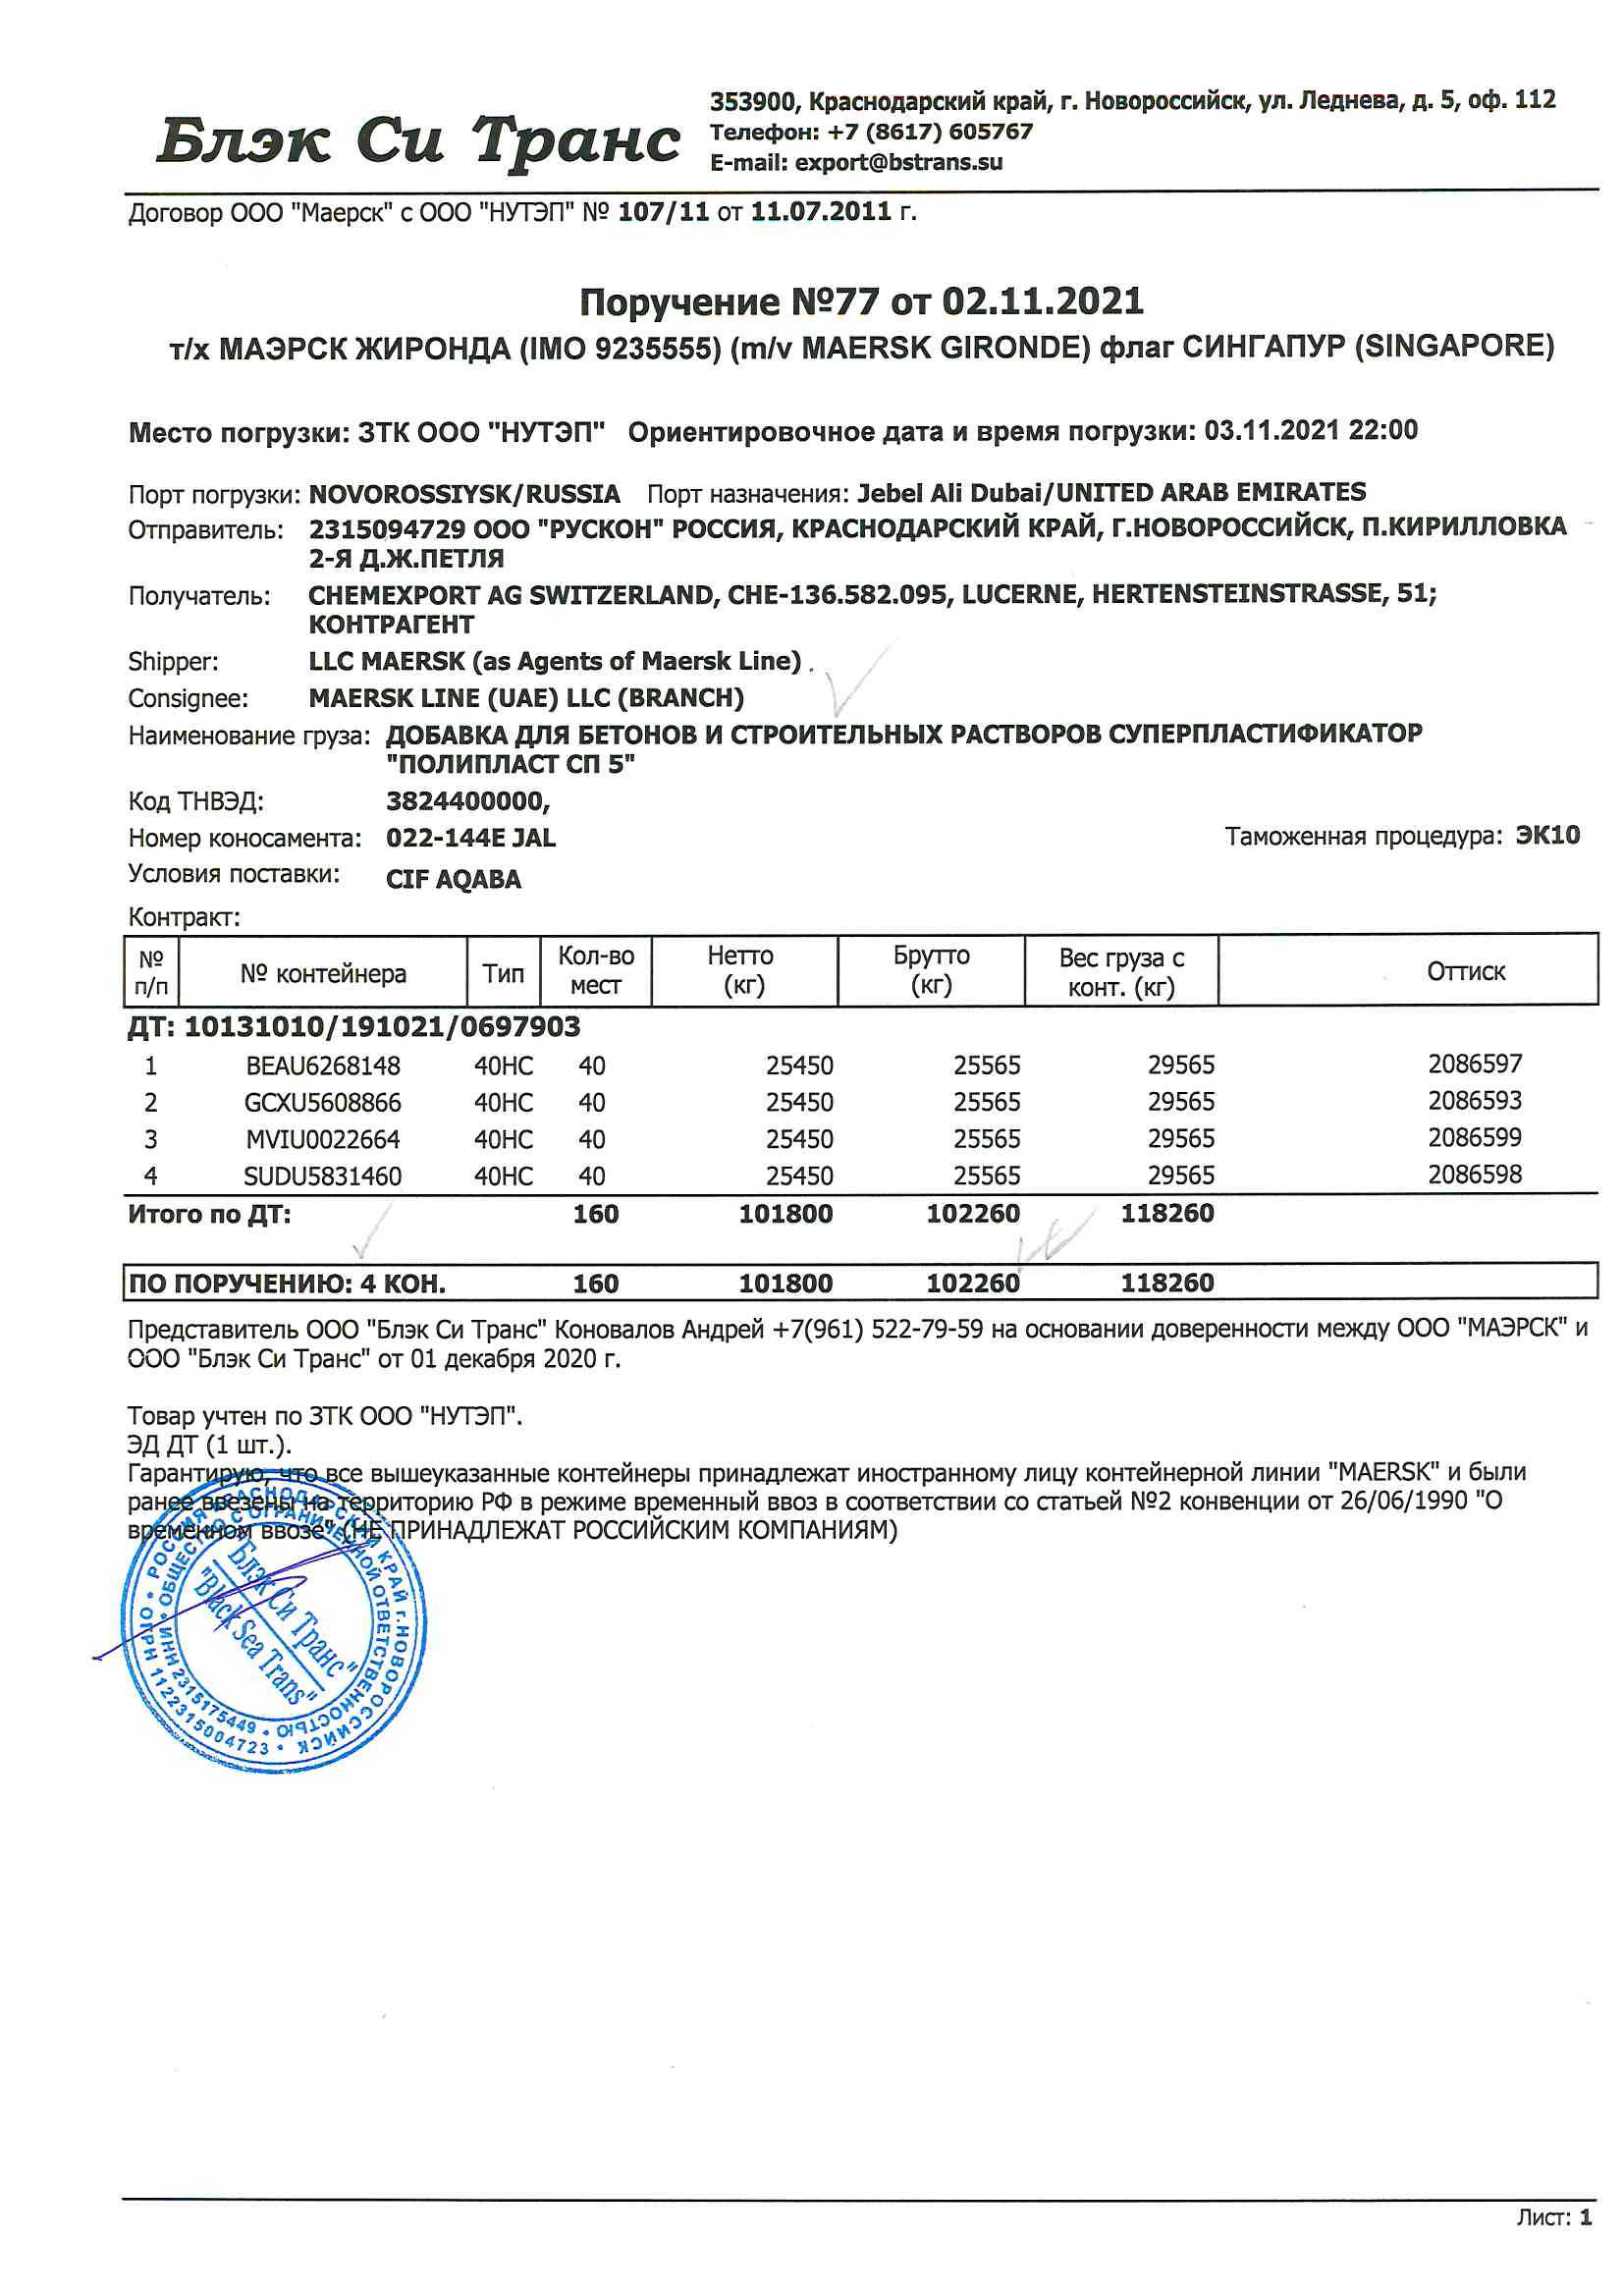 Блэк Си Транс
353900, Краснодарский край, г. Новороссийск, ул. Леднева, д. 5, оф. 112
Телефон: +7 (8617) 605767
E-mail: export@bstrans.su
Договор ООО "Маерск" с ООО "НУТЭП" № 107/11 от 11.07.2011 г.
Поручение №77 от 02.11.2021
т/х МАЭРСК ЖИРОНДА (IMO 9235555) (m/v MAERSK GIRONDE) флаг СИНГАПУР (SINGAPORE)
Место погрузки: ЗТК ООО "НУТЭП" Ориентировочное дата и время погрузки: 03.11.2021 22:00
Порт погрузки: NOVOROSSIYSK/RUSSIA Порт назначения: Jebel Ali Dubai/UNITED ARAB EMIRATES
Отправитель: 2315094729 ООО "РУСКОН" РОССИЯ, КРАСНОДАРСКИЙ КРАЙ, Г.НОВОРОССИЙСК, П.КИРИЛЛОВКА
2-Я Д.Ж.ПЕТЛЯ
Получатель: CHEMEXPORT AG SWITZERLAND, CHE-136.582.095, LUCERNE, HERTENSTEINSTRASSE, 51;
КОНТРАГЕНТ
Shipper: LLC MAERSK (as Agents of Maersk Line) .
Consignee: MAERSK LINE (UAE) LLC (BRANCH)
Наименование груза: ДОБАВКА ДЛЯ БЕТОНОВ И СТРОИТЕЛЬНЫХ РАСТВОРОВ СУПЕРПЛАСТИФИКАТОР
"ПОЛИПЛАСТ СП 5"
Код ТНВЭД: 3824400000,
Номер коносамента: 022-144E JAL Таможенная процедура: ЭК10
Условия поставки: CIF AQABA
Контракт:
№ п/п № контейнера Тип Кол-во мест Нетто (кг) Брутто (кг) Вес груза с конт. (кг) Оттиск
ДТ: 10131010/191021/0697903
1 BEAU6268148 40HC 40 25450 25565 29565 2086597
2 GCXU5608866 40HC 40 25450 25565 29565 2086593
3 MVIU0022664 40HC 40 25450 25565 29565 2086599
4 SUDU5831460 40HC 40 25450 25565 29565 2086598
Итого по ДТ: 160 101800 102260 118260
ПО ПОРУЧЕНИЮ: 4 КОН. 160 101800 102260 118260
Представитель ООО "Блэк Си Транс" Коновалов Андрей +7(961) 522-79-59 на основании доверенности между ООО "МАЭРСК" и
ООО "Блэк Си Транс" от 01 декабря 2020 г.
Товар учтен по ЗТК ООО "НУТЭП".
ЭД ДТ (1 шт.).
Гарантирую, что все вышеуказанные контейнеры принадлежат иностранному лицу контейнерной линии "MAERSK" и были
ранее ввезены на территорию РФ в режиме временный ввоз в соответствии со статьей №2 конвенции от 26/06/1990 "О
временном ввозе" (НЕ ПРИНАДЛЕЖАТ РОССИЙСКИМ КОМПАНИЯМ)
РОССИЯ КРАСНОДАРСКИЙ КРАЙ г.НОВОРОССИЙСК • ОГРН 1122315004723 •
ОБЩЕСТВО С ОГРАНИЧЕННОЙ ОТВЕТСТВЕННОСТЬЮ • ИНН 2315175449 •
"Блэк Си Транс"
"Black Sea Trans"
Лист: 1